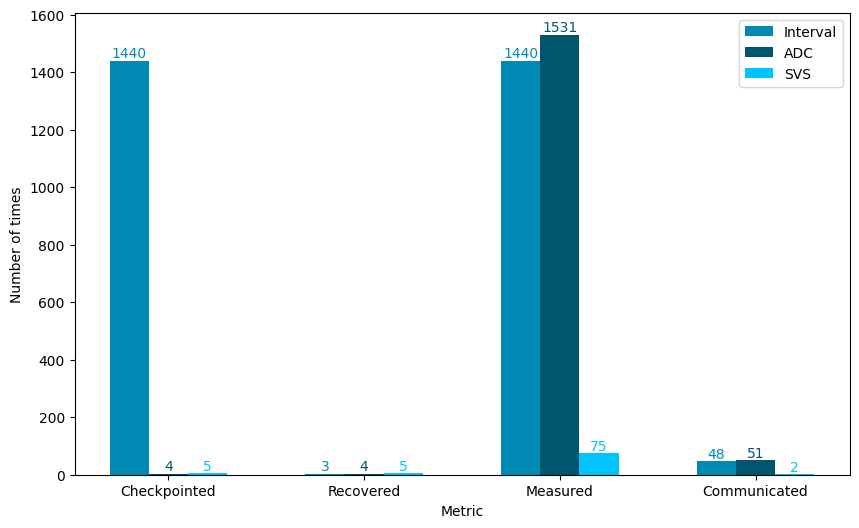 1600
1400
1200
1000
800
600
400
200
0
Number of times
1440
4
5
3
4
5
1440
1531
75
48
51
2
Interval
ADC
SVS
Checkpointed
Recovered
Measured
Communicated
Metric